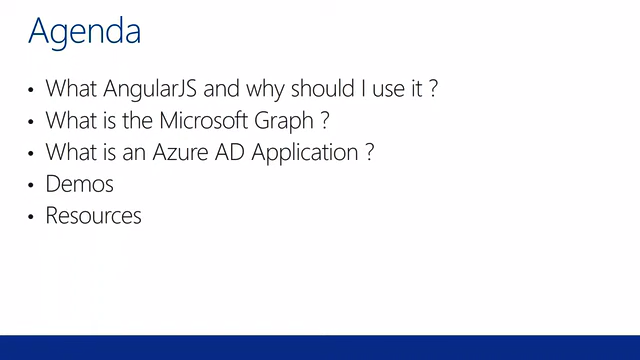 Agenda
• What AngularJS and why should I use it ?
• What is the Microsoft Graph ?
• What is an Azure AD Application ?
• Demos
• Resources